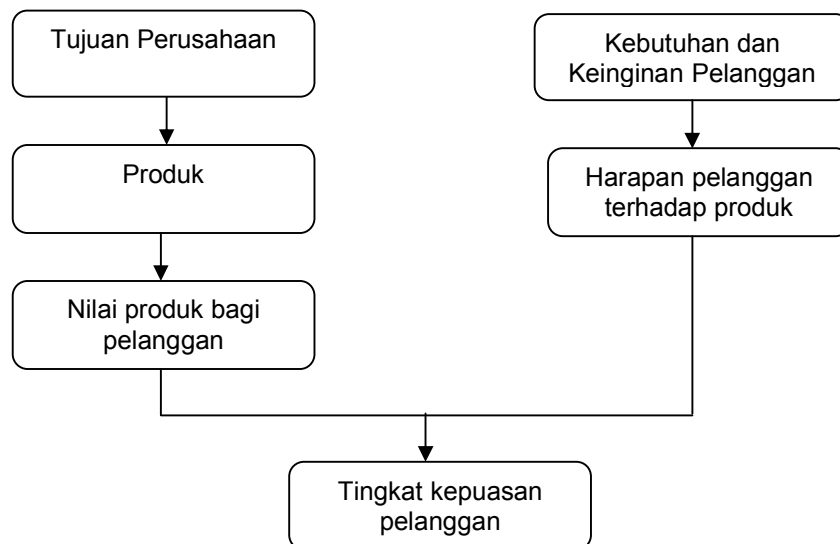 Tujuan Perusahaan
Kebutuhan dan
Keinginan Pelanggan
Produk
Harapan pelanggan
terhadap produk
Nilai produk bagi
pelanggan
Tingkat kepuasan
pelanggan